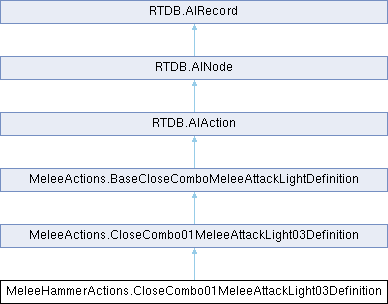 RTDB.AIRecord
RTDB.AINode
RTDB.AIAction
MeleeActions.BaseCloseComboMeleeAttackLightDefinition
MeleeActions.CloseCombo01MeleeAttackLight03Definition
MeleeHammerActions.CloseCombo01MeleeAttackLight03Definition